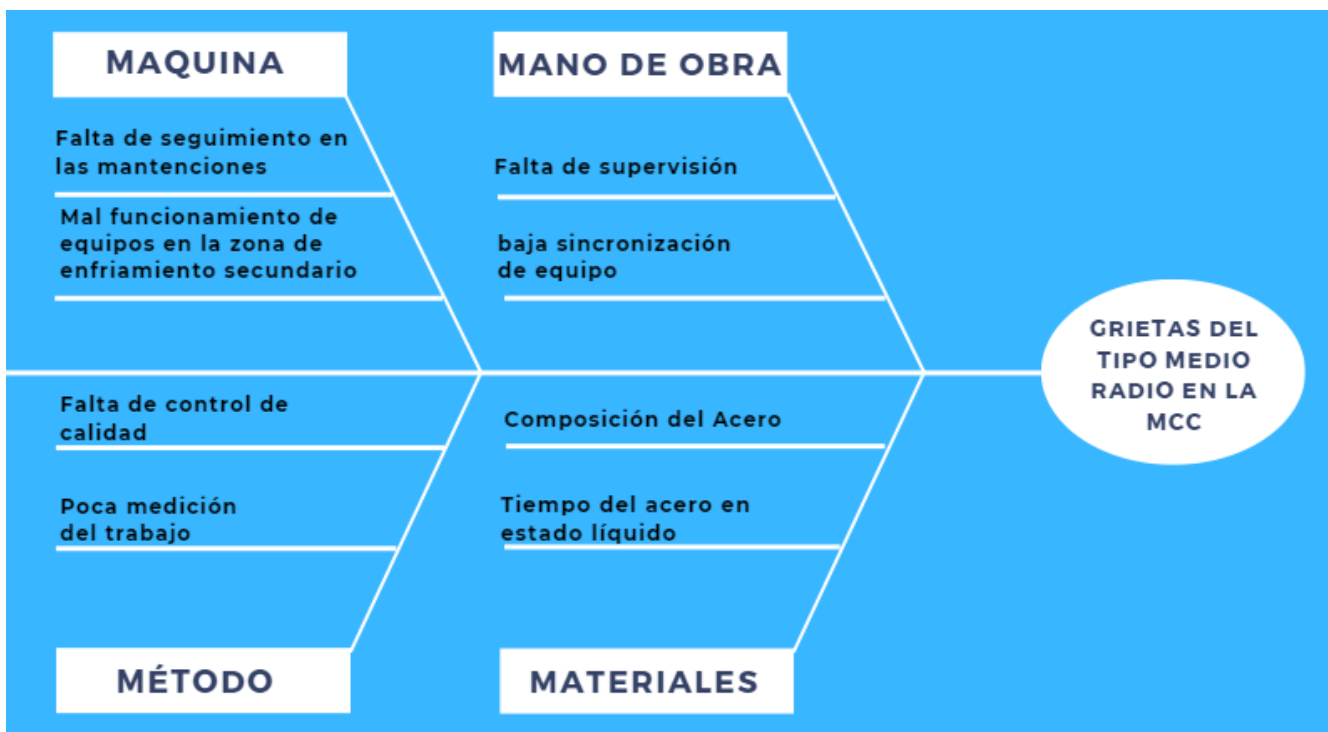 MAQUINA
Falta de seguimiento en
las mantenciones
Mal funcionamiento de
equipos en la zona de
enfriamiento secundario
MANO DE OBRA
Falta de supervisión
baja sincronización
de equipo
GRIETAS DEL
TIPO MEDIO
RADIO EN LA
MCC
Falta de control de
calidad
Poca medición
del trabajo
MÉTODO
Composición del Acero
Tiempo del acero en
estado líquido
MATERIALES